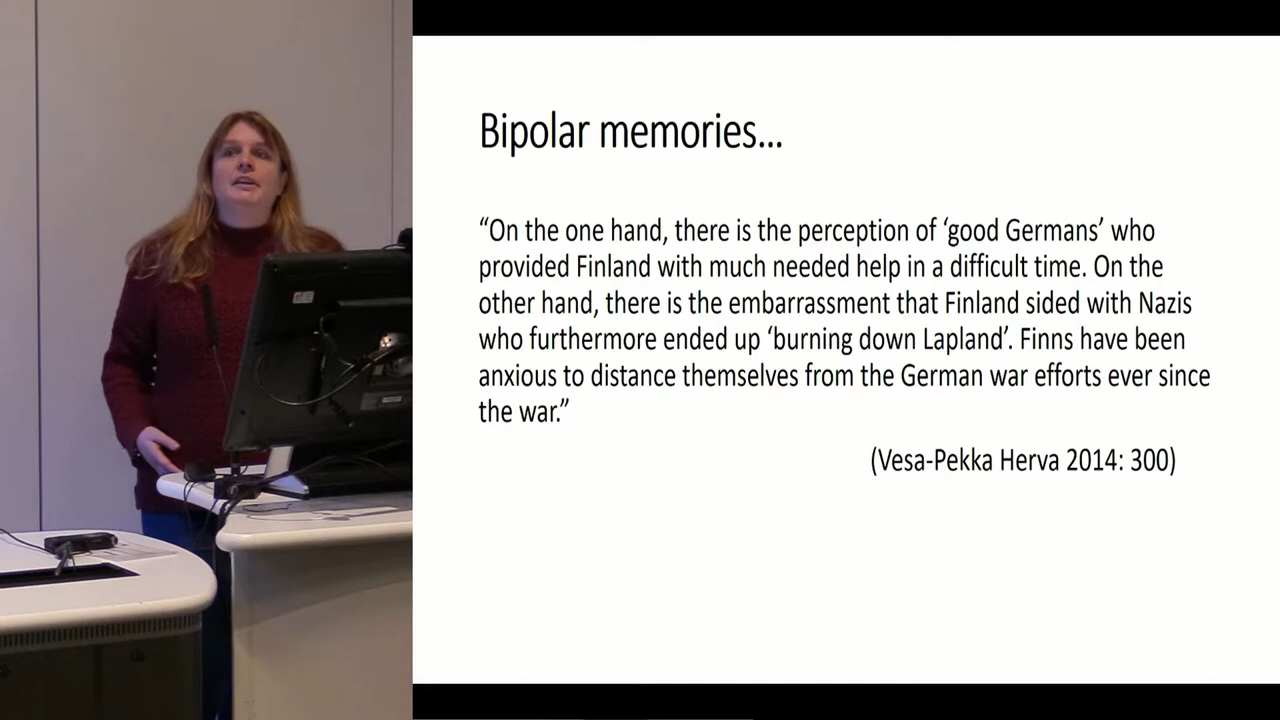 Bipolar memories...
“On the one hand, there is the perception of ‘good Germans’ who
provided Finland with much needed help in a difficult time. On the
other hand, there is the embarrassment that Finland sided with Nazis
who furthermore ended up ‘burning down Lapland’. Finns have been
anxious to distance themselves from the German war efforts ever since
the war.”
(Vesa-Pekka Herva 2014: 300)